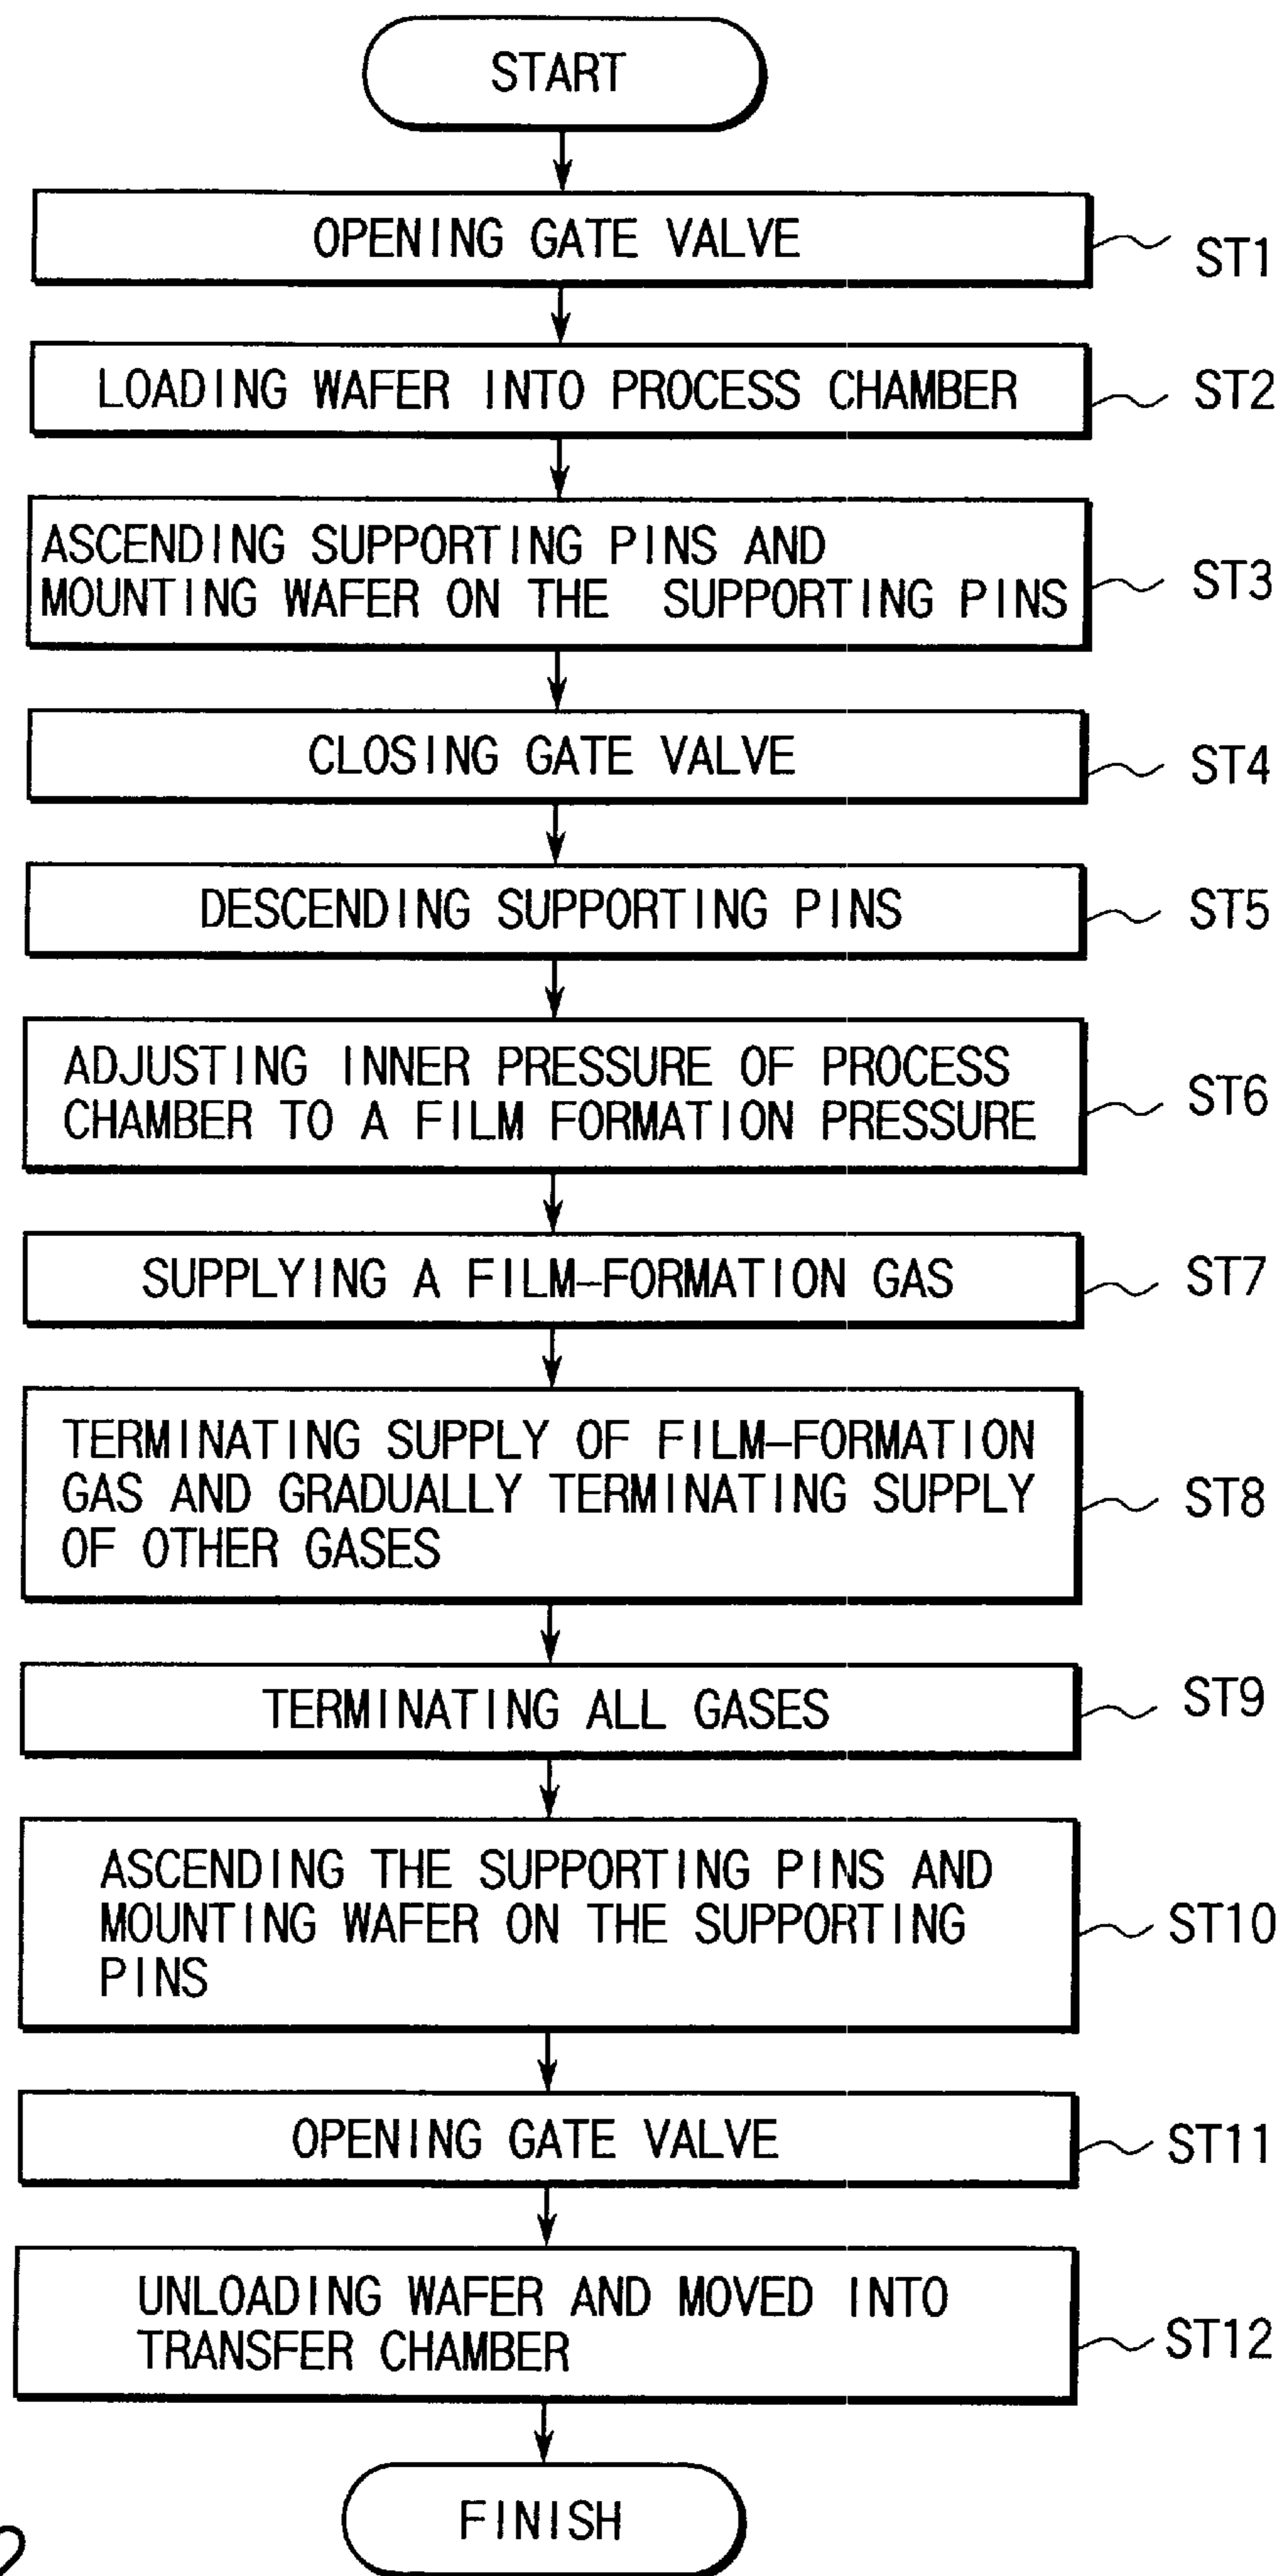 START
OPENING GATE VALVE
ST1
LOADING WAFER INTO PROCESS CHAMBER
ST2
ASCENDING SUPPORTING PINS AND
MOUNTING WAFER ON THE SUPPORTING PINS
ST3
CLOSING GATE VALVE
ST4
DESCENDING SUPPORTING PINS
ST5
ADJUSTING INNER PRESSURE OF PROCESS
CHAMBER TO A FILM FORMATION PRESSURE
ST6
SUPPLYING A FILM-FORMATION GAS
ST7
TERMINATING SUPPLY OF FILM-FORMATION
GAS AND GRADUALLY TERMINATING SUPPLY
OF OTHER GASES
ST8
TERMINATING ALL GASES
ST9
ASCENDING THE SUPPORTING PINS AND
MOUNTING WAFER ON THE SUPPORTING
PINS
ST10
OPENING GATE VALVE
ST11
UNLOADING WAFER AND MOVED INTO
TRANSFER CHAMBER
ST12
FINISH